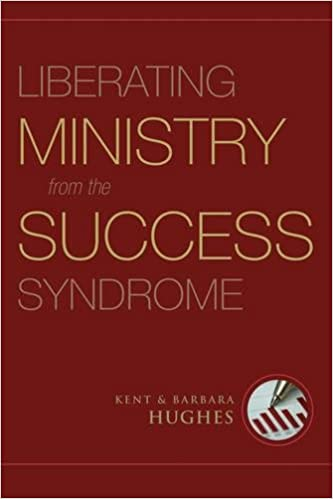 LIBERATING
MINISTRY
from the
SUCCESS
SYNDROME
KENT & BARBARA
HUGHES